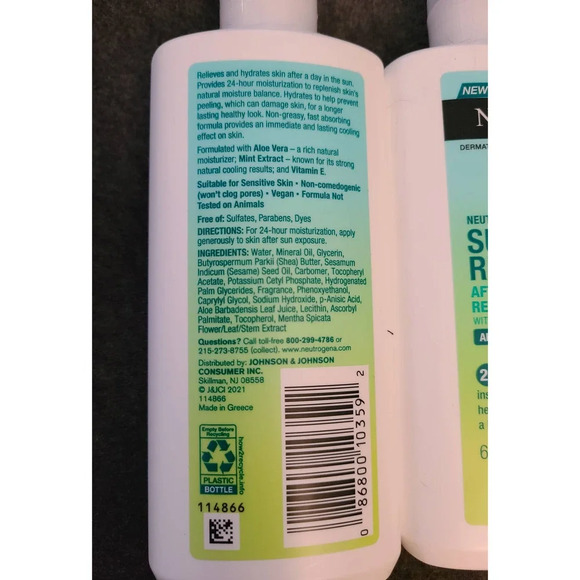 Relieves and hydrates skin after a day in the sun.
Provides 24-hour moisturization to replenish skin's
natural moisture balance. Hydrates to help prevent
peeling, which can damage skin, for a longer
lasting healthy look. Non-greasy, fast absorbing
formula provides an immediate and lasting cooling
effect on skin.
Formulated with Aloe Vera – a rich natural
moisturizer; Mint Extract – known for its strong
natural cooling results; and Vitamin E.
Suitable for Sensitive Skin • Non-comedogenic
(won't clog pores) • Vegan • Formula Not
Tested on Animals
Free of: Sulfates, Parabens, Dyes
DIRECTIONS: For 24-hour moisturization, apply
generously to skin after sun exposure.
INGREDIENTS: Water, Mineral Oil, Glycerin,
Butyrospermum Parkii (Shea) Butter, Sesamum
Indicum (Sesame) Seed Oil, Carbomer, Tocopheryl
Acetate, Potassium Cetyl Phosphate, Hydrogenated
Palm Glycerides, Fragrance, Phenoxyethanol,
Caprylyl Glycol, Sodium Hydroxide, p-Anisic Acid,
Aloe Barbadensis Leaf Juice, Lecithin, Ascorbyl
Palmitate, Tocopherol, Mentha Spicata
Flower/Leaf/Stem Extract
Questions? Call toll-free 800-299-4786 or
215-273-8755 (collect). www.neutrogena.com
Distributed by: JOHNSON & JOHNSON
CONSUMER INC.
Skillman, NJ 08558
© J&JCI 2021
114866
Made in Greece
Empty Before
Recycling
PLASTIC
BOTTLE
how2recycle.info
114866
0 86800 10359 2
NEW
N
DERMAT
NEUT
SU
R
AF
RE
WIT
A
2
ins
he
a
6